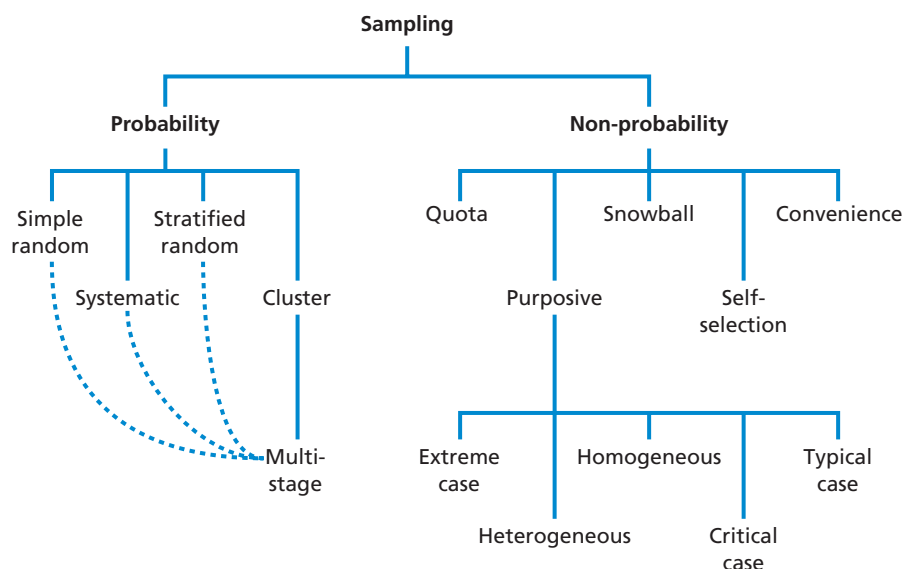 Sampling
Probability
Non-probability
Simple
random
Stratified
random
Quota
Snowball
Convenience
Systematic
Cluster
Purposive
Self-
selection
Multi-
stage
Extreme
case
Homogeneous
Typical
case
Heterogeneous
Critical
case